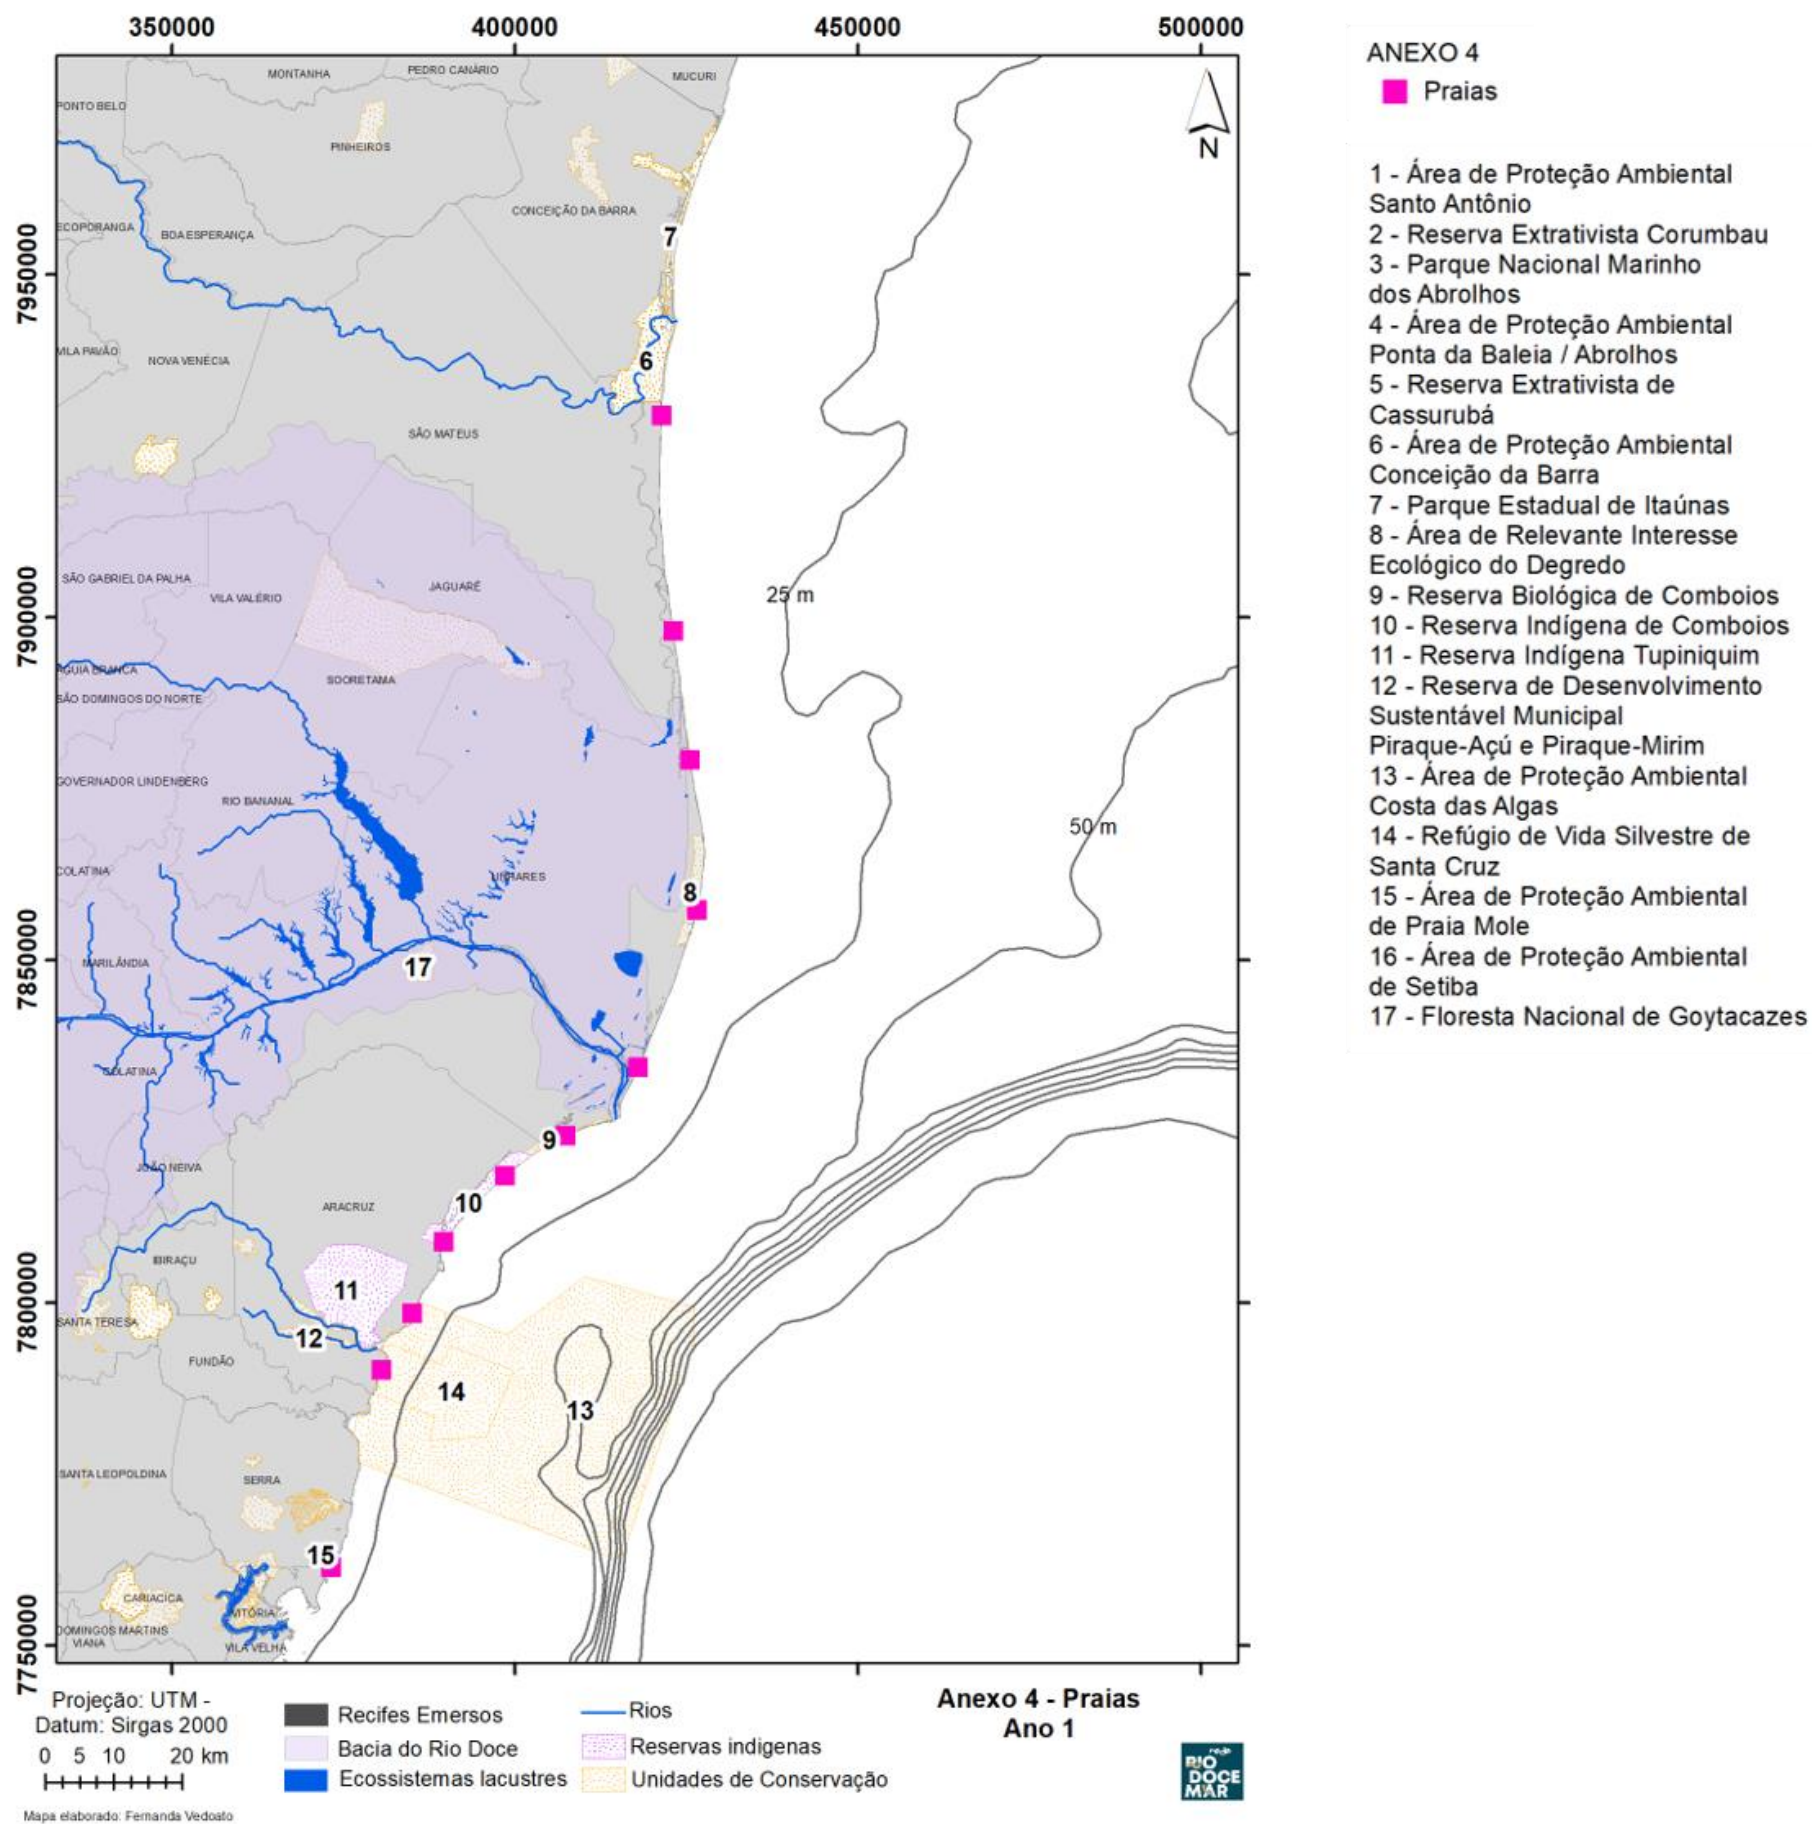 350000
400000
450000
500000
ANEXO 4
Praias
1 - Área de Proteção Ambiental
Santo Antônio
2 - Reserva Extrativista Corumbau
3 - Parque Nacional Marinho
dos Abrolhos
4 - Área de Proteção Ambiental
Ponta da Baleia / Abrolhos
5 - Reserva Extrativista de
Cassurubá
6 - Área de Proteção Ambiental
Conceição da Barra
7 - Parque Estadual de Itaúnas
8 - Área de Relevante Interesse
Ecológico do Degredo
9 - Reserva Biológica de Comboios
10 - Reserva Indígena de Comboios
11 - Reserva Indígena Tupiniquim
12 - Reserva de Desenvolvimento
Sustentável Municipal
Piraque-Açú e Piraque-Mirim
13 - Área de Proteção Ambiental
Costa das Algas
14 - Refúgio de Vida Silvestre de
Santa Cruz
15 - Área de Proteção Ambiental
de Praia Mole
16 - Área de Proteção Ambiental
de Setiba
17 - Floresta Nacional de Goytacazes
N
7950000
7900000
7850000
7800000
7750000
MONTANHA
PEDRO CANÁRIO
MUCURI
PONTO BELO
PINHEIROS
CONCEIÇÃO DA BARRA
ECOPORANGA
BOA ESPERANÇA
7
VILA PAVÃO
NOVA VENÉCIA
6
SÃO MATEUS
SÃO GABRIEL DA PALHA
VILA VALÉRIO
JAGUARÉ
25 m
ÁGUIA BRANCA
SOORETAMA
SÃO DOMINGOS DO NORTE
GOVERNADOR LINDENBERG
RIO BANANAL
50 m
COLATINA
LINHARES
8
MARILÂNDIA
17
COLATINA
9
JOÃO NEIVA
ARACRUZ
10
IBIRAÇU
11
SANTA TERESA
12
FUNDÃO
14
13
SANTA LEOPOLDINA
SERRA
15
CARIACICA
VITÓRIA
DOMINGOS MARTINS
VIANA
VILA VELHA
Projeção: UTM -
Datum: Sirgas 2000
0 5 10 20 km
Mapa elaborado: Fernanda Vedoato
Recifes Emersos
Bacia do Rio Doce
Ecossistemas lacustres
Rios
Reservas indigenas
Unidades de Conservação
Anexo 4 - Praias
Ano 1
rede
RIO
DOCE
MAR